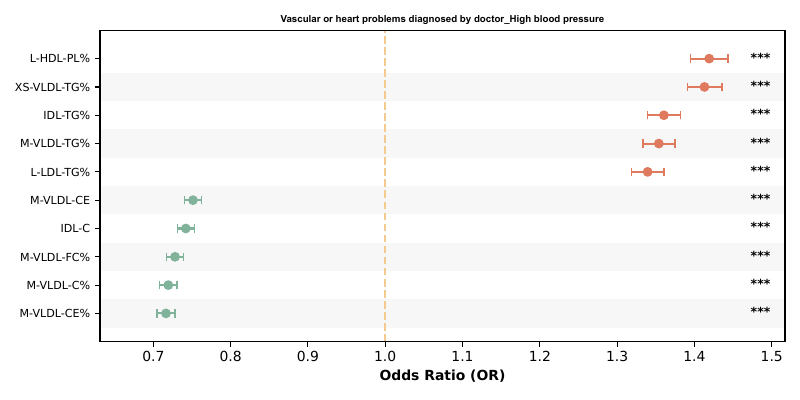 Vascular or heart problems diagnosed by doctor_High blood pressure
L-HDL-PL% ***
XS-VLDL-TG% ***
IDL-TG% ***
M-VLDL-TG% ***
L-LDL-TG% ***
M-VLDL-CE ***
IDL-C ***
M-VLDL-FC% ***
M-VLDL-C% ***
M-VLDL-CE% ***
0.7 0.8 0.9 1.0 1.1 1.2 1.3 1.4 1.5
Odds Ratio (OR)